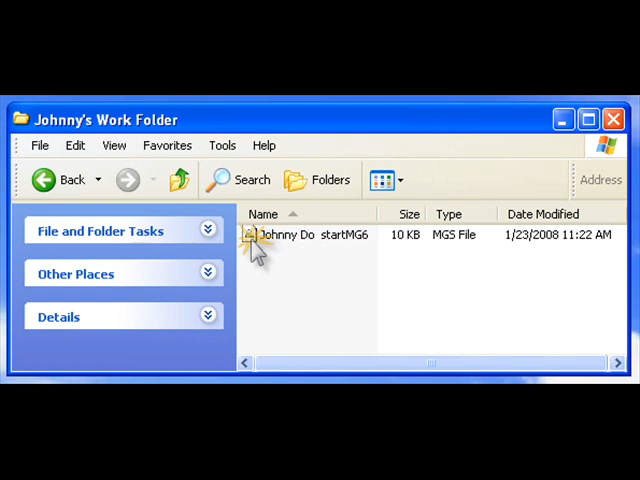 Johnny's Work Folder
File Edit View Favorites Tools Help
Back Search Folders Address
File and Folder Tasks
Other Places
Details
Name Size Type Date Modified
Johnny Do startMG6 10 KB MGS File 1/23/2008 11:22 AM